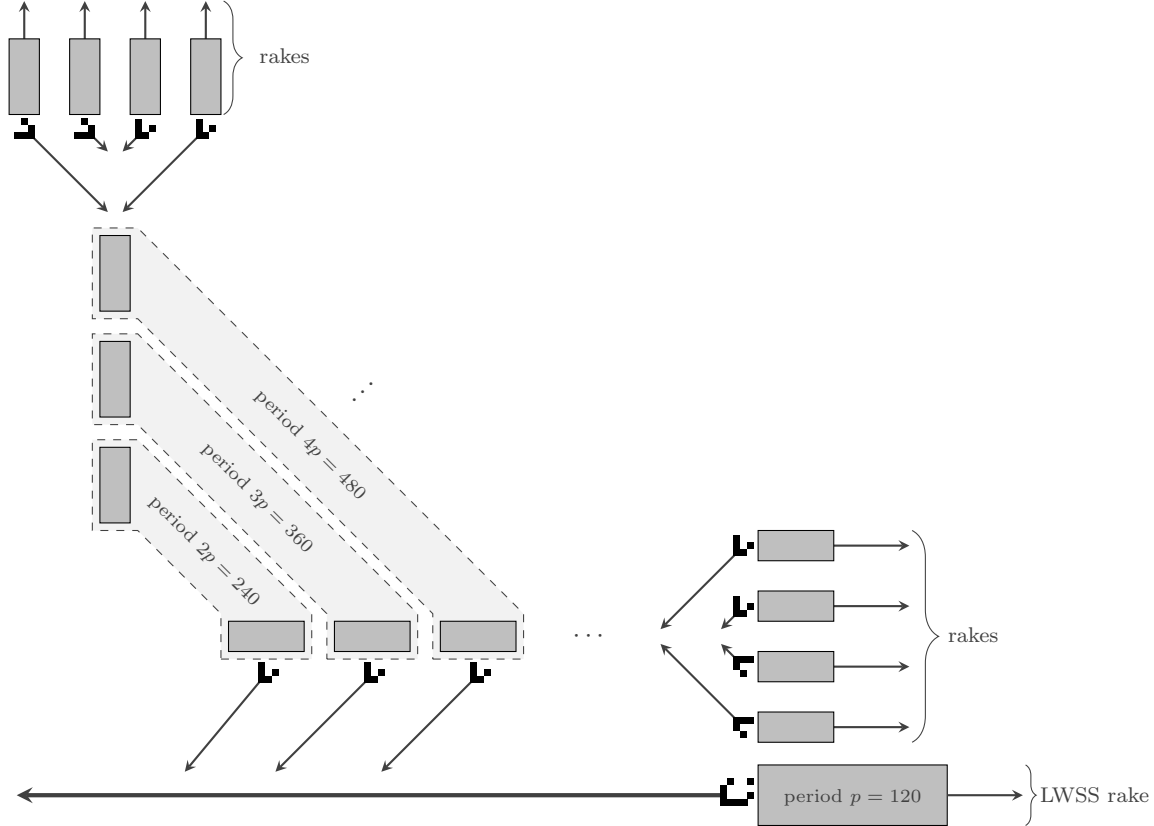 rakes
period 4p = 480
period 3p = 360
period 2p = 240
rakes
period p = 120
LWSS rake